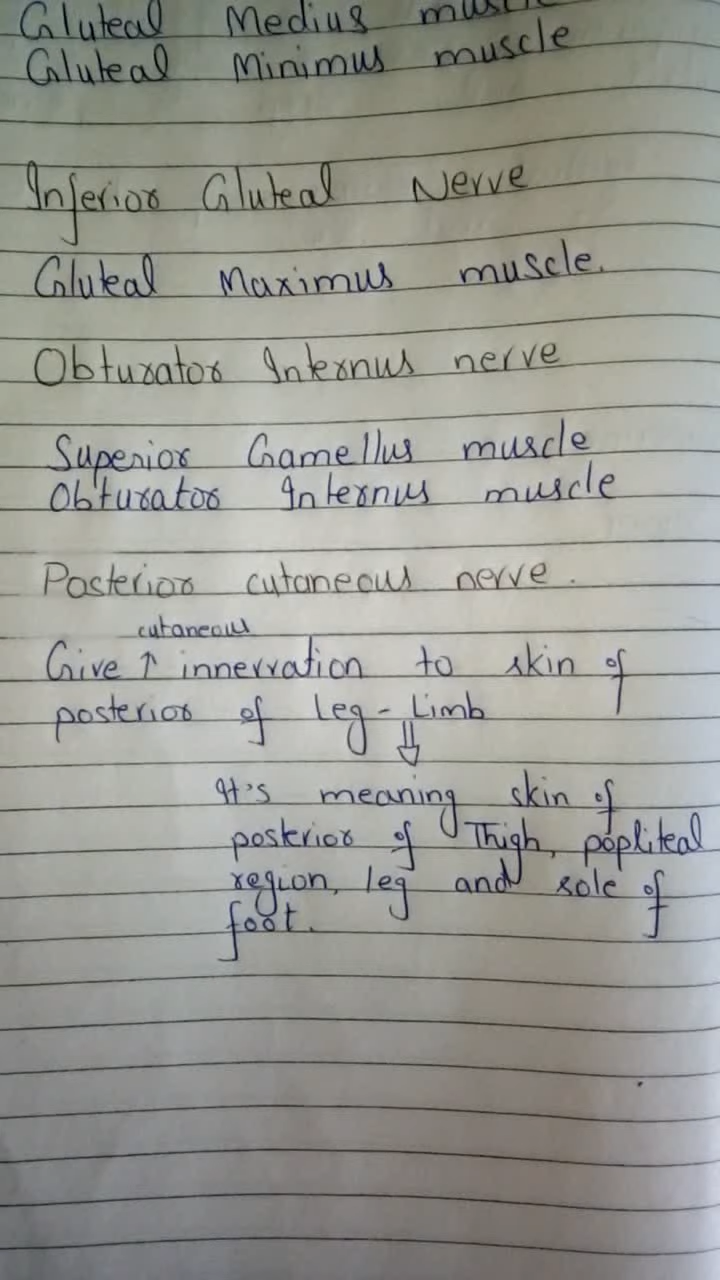 Gluteal Medius muscle
Gluteal Minimus muscle
Inferior Gluteal Nerve
Gluteal Maximus muscle.
Obturator Internus nerve
Superior Gamellus muscle
Obturator Internus muscle
Posterior cutaneous nerve.
cutaneous
Give ↑ innervation to skin of
posterior of leg - Limb
⇓
It's meaning skin of
posterior of Thigh, popliteal
region, leg and sole of
foot.